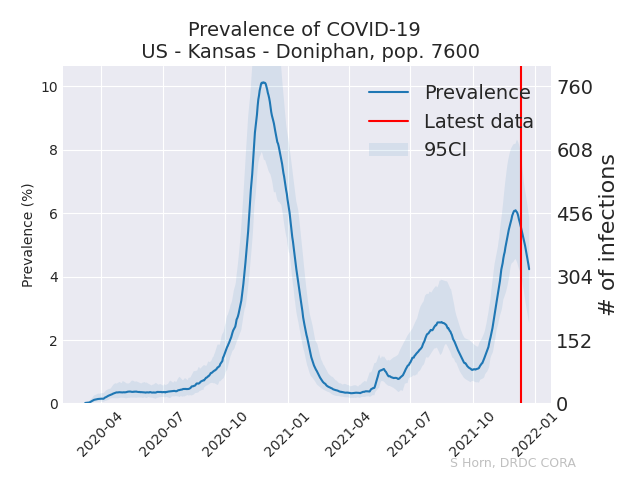 Prevalence of COVID-19
US - Kansas - Doniphan, pop. 7600
Prevalence (%)
10
8
6
4
2
0
760
608
456
304
152
0
# of infections
Prevalence
Latest data
95CI
2020-04
2020-07
2020-10
2021-01
2021-04
2021-07
2021-10
2022-01
S Horn, DRDC CORA